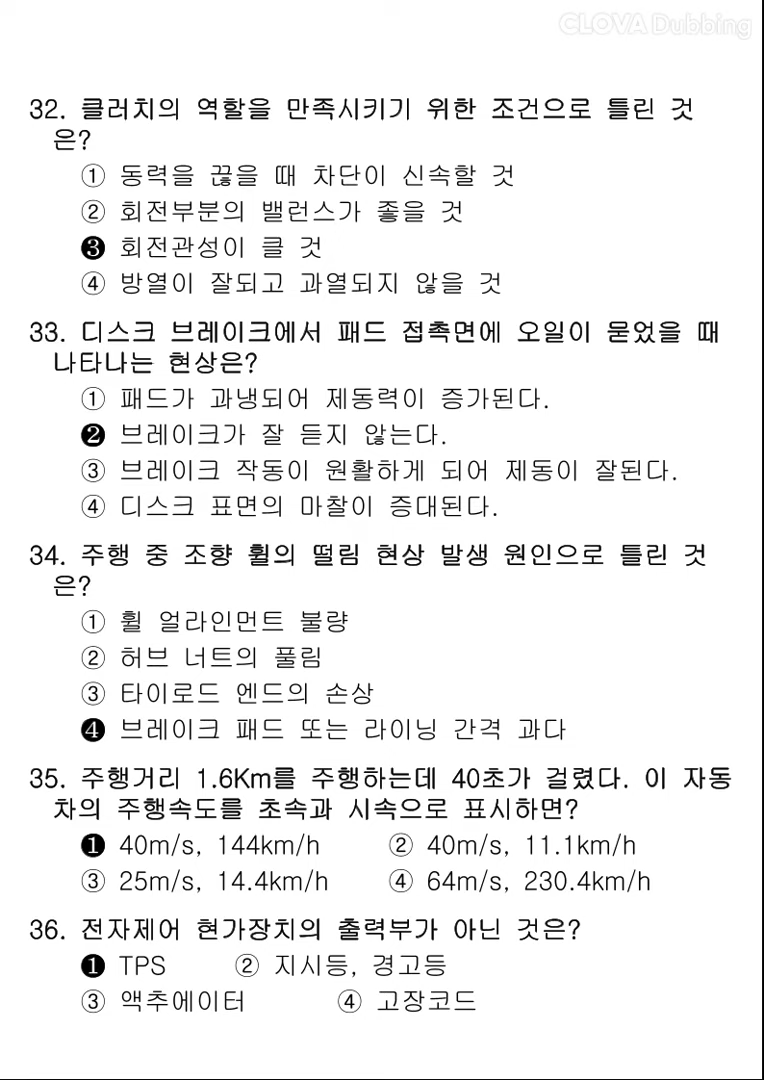 CLOVA Dubbing
32. 클러치의 역할을 만족시키기 위한 조건으로 틀린 것
은?
① 동력을 끊을 때 차단이 신속할 것
② 회전부분의 밸런스가 좋을 것
❸ 회전관성이 클 것
④ 방열이 잘되고 과열되지 않을 것
33. 디스크 브레이크에서 패드 접촉면에 오일이 묻었을 때
나타나는 현상은?
① 패드가 과냉되어 제동력이 증가된다.
❷ 브레이크가 잘 듣지 않는다.
③ 브레이크 작동이 원활하게 되어 제동이 잘된다.
④ 디스크 표면의 마찰이 증대된다.
34. 주행 중 조향 휠의 떨림 현상 발생 원인으로 틀린 것
은?
① 휠 얼라인먼트 불량
② 허브 너트의 풀림
③ 타이로드 엔드의 손상
❹ 브레이크 패드 또는 라이닝 간격 과다
35. 주행거리 1.6Km를 주행하는데 40초가 걸렸다. 이 자동
차의 주행속도를 초속과 시속으로 표시하면?
❶ 40m/s, 144km/h ② 40m/s, 11.1km/h
③ 25m/s, 14.4km/h ④ 64m/s, 230.4km/h
36. 전자제어 현가장치의 출력부가 아닌 것은?
❶ TPS ② 지시등, 경고등
③ 액추에이터 ④ 고장코드